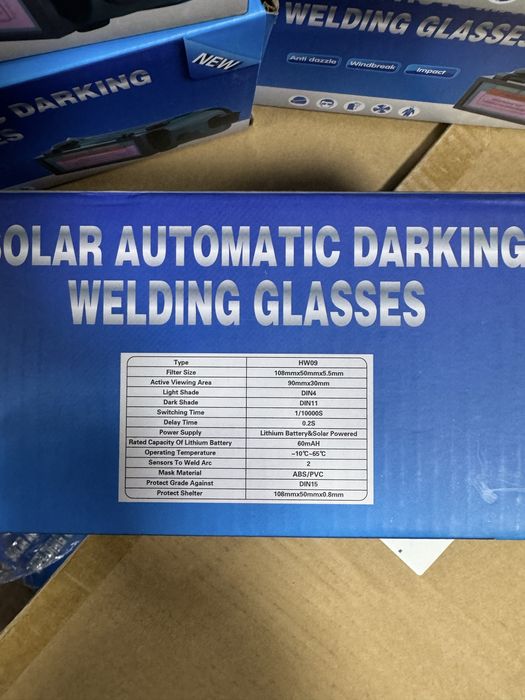 WELDING GLASSES
Anti dazzle
Windbreak
Impact
NEW
DARKING
SOLAR AUTOMATIC DARKING
WELDING GLASSES
Type HW09
Filter Size 108mmx50mmx5.5mm
Active Viewing Area 90mmx30mm
Light Shade DIN4
Dark Shade DIN11
Switching Time 1/10000S
Delay Time 0.2S
Power Supply Lithium Battery&Solar Powered
Rated Capacity Of Lithium Battery 60mAH
Operating Temperature -10℃~65℃
Sensors To Weld Arc 2
Mask Material ABS/PVC
Protect Grade Against DIN15
Protect Shelter 108mmx50mmx0.8mm